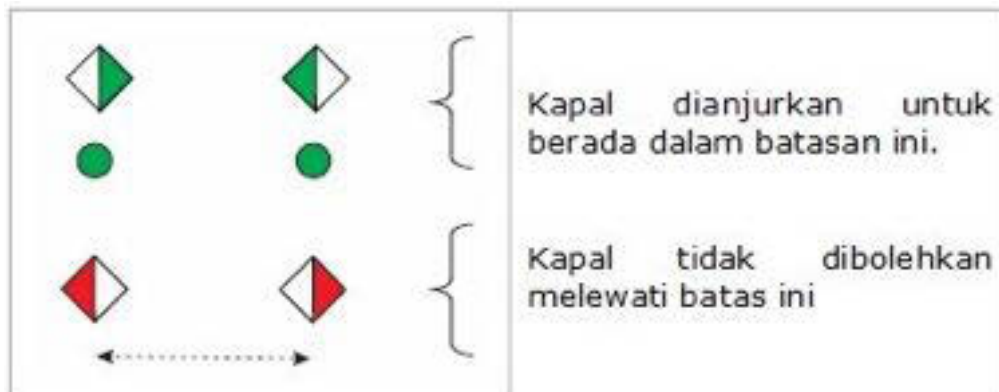 Kapal dianjurkan untuk
berada dalam batasan ini.
Kapal tidak dibolehkan
melewati batas ini